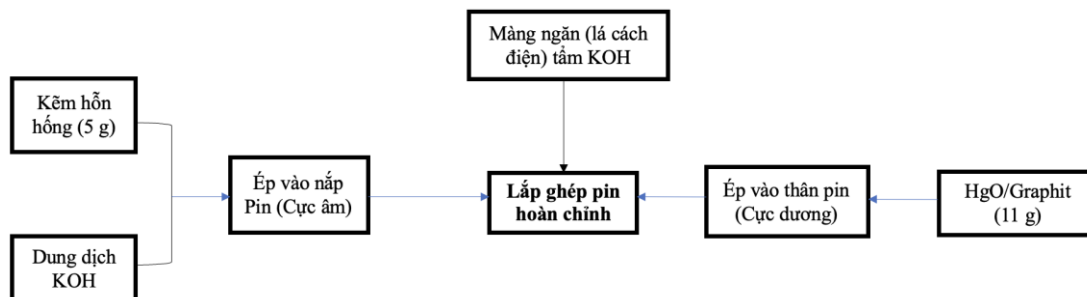 Màng ngăn (lá cách
điện) tẩm KOH
Kẽm hỗn
hống (5 g)
Ép vào nắp
Pin (Cực âm)
Lắp ghép pin
hoàn chỉnh
Ép vào thân pin
(Cực dương)
HgO/Graphit
(11 g)
Dung dịch
KOH